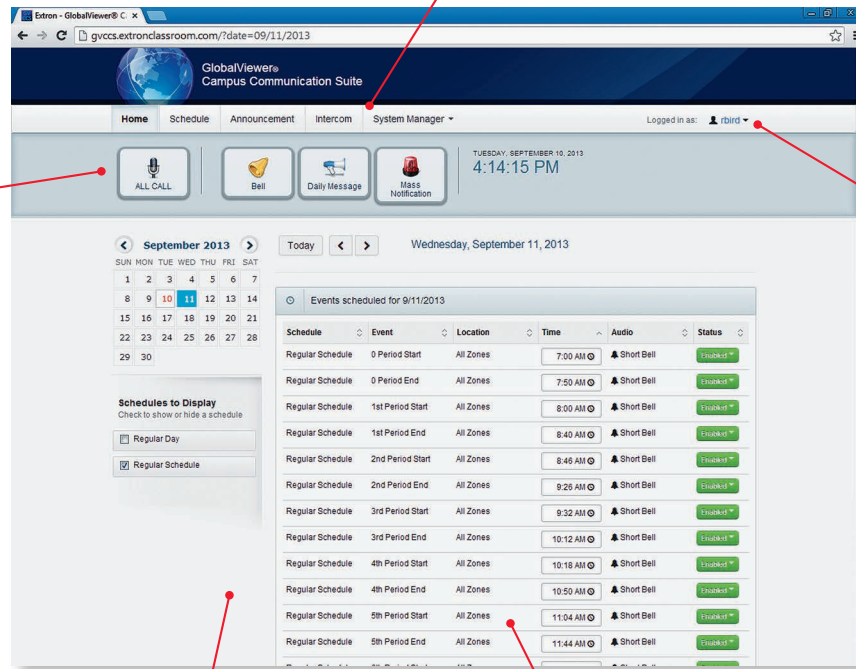 Extron - GlobalViewer® C
gvccs.extronclassroom.com/?date=09/11/2013
GlobalViewer®
Campus Communication Suite
Home Schedule Announcement Intercom System Manager Logged in as: rbird
ALL CALL Bell Daily Message Mass Notification
TUESDAY, SEPTEMBER 10, 2013
4:14:15 PM
September 2013 Today Wednesday, September 11, 2013
SUN MON TUE WED THU FRI SAT
1 2 3 4 5 6 7
8 9 10 11 12 13 14
15 16 17 18 19 20 21
22 23 24 25 26 27 28
29 30
Schedules to Display
Check to show or hide a schedule
Regular Day
Regular Schedule
Events scheduled for 9/11/2013
Schedule Event Location Time Audio Status
Regular Schedule 0 Period Start All Zones 7:00 AM Short Bell Enabled
Regular Schedule 0 Period End All Zones 7:50 AM Short Bell Enabled
Regular Schedule 1st Period Start All Zones 8:00 AM Short Bell Enabled
Regular Schedule 1st Period End All Zones 8:40 AM Short Bell Enabled
Regular Schedule 2nd Period Start All Zones 8:46 AM Short Bell Enabled
Regular Schedule 2nd Period End All Zones 9:26 AM Short Bell Enabled
Regular Schedule 3rd Period Start All Zones 9:32 AM Short Bell Enabled
Regular Schedule 3rd Period End All Zones 10:12 AM Short Bell Enabled
Regular Schedule 4th Period Start All Zones 10:18 AM Short Bell Enabled
Regular Schedule 4th Period End All Zones 10:50 AM Short Bell Enabled
Regular Schedule 5th Period Start All Zones 11:04 AM Short Bell Enabled
Regular Schedule 5th Period End All Zones 11:44 AM Short Bell Enabled